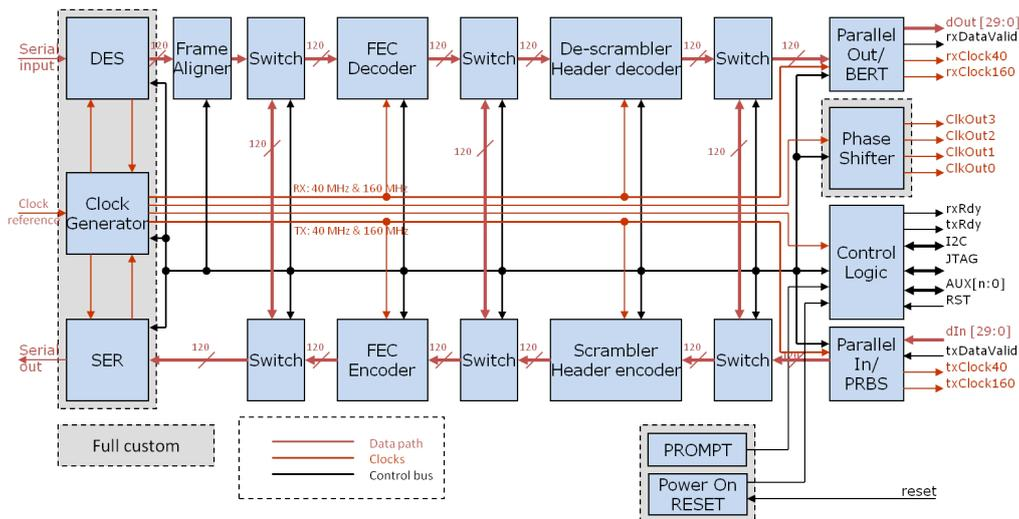 Serial
input
DES
120
Frame
Aligner
Switch
120
FEC
Decoder
120
Switch
120
De-scrambler
Header decoder
120
Switch
120
Parallel
Out/
BERT
dOut [29:0]
rxDataValid
rxClock40
rxClock160
120
120
120
Phase
Shifter
ClkOut3
ClkOut2
ClkOut1
ClkOut0
Clock
reference
Clock
Generator
RX: 40 MHz & 160 MHz
TX: 40 MHz & 160 MHz
Control
Logic
rxRdy
txRdy
I2C
JTAG
AUX[n:0]
RST
Serial
out
SER
120
Switch
120
FEC
Encoder
120
Switch
120
Scrambler
Header encoder
120
Switch
120
Parallel
In/
PRBS
dIn [29:0]
txDataValid
txClock40
txClock160
Full custom
Data path
Clocks
Control bus
PROMPT
Power On
RESET
reset